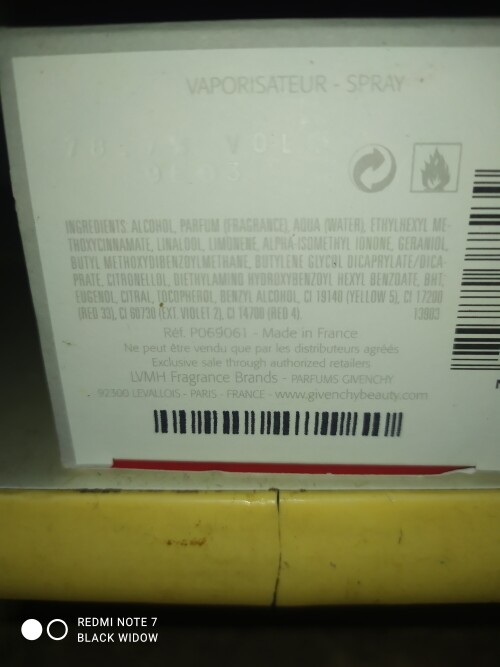 VAPORISATEUR - SPRAY
INGREDIENTS: ALCOHOL, PARFUM (FRAGRANCE), AQUA (WATER), ETHYLHEXYL ME-
THOXYCINNAMATE, LINALOOL, LIMONENE, ALPHA-ISOMETHYL IONONE, GERANIOL,
BUTYL METHOXYDIBENZOYLMETHANE, BUTYLENE GLYCOL DICAPRYLATE/DICA-
PRATE, CITRONELLOL, DIETHYLAMINO HYDROXYBENZOYL HEXYL BENZOATE, BHT,
EUGENOL, CITRAL, TOCOPHEROL, BENZYL ALCOHOL, CI 19140 (YELLOW 5), CI 17200
(RED 33), CI 60730 (EXT. VIOLET 2), CI 14700 (RED 4).
Réf. P069061 - Made in France
Ne peut être vendu que par les distributeurs agréés
Exclusive sale through authorized retailers
LVMH Fragrance Brands - PARFUMS GIVENCHY
92300 LEVALLOIS - PARIS - FRANCE - www.givenchybeauty.com
REDMI NOTE 7
BLACK WIDOW